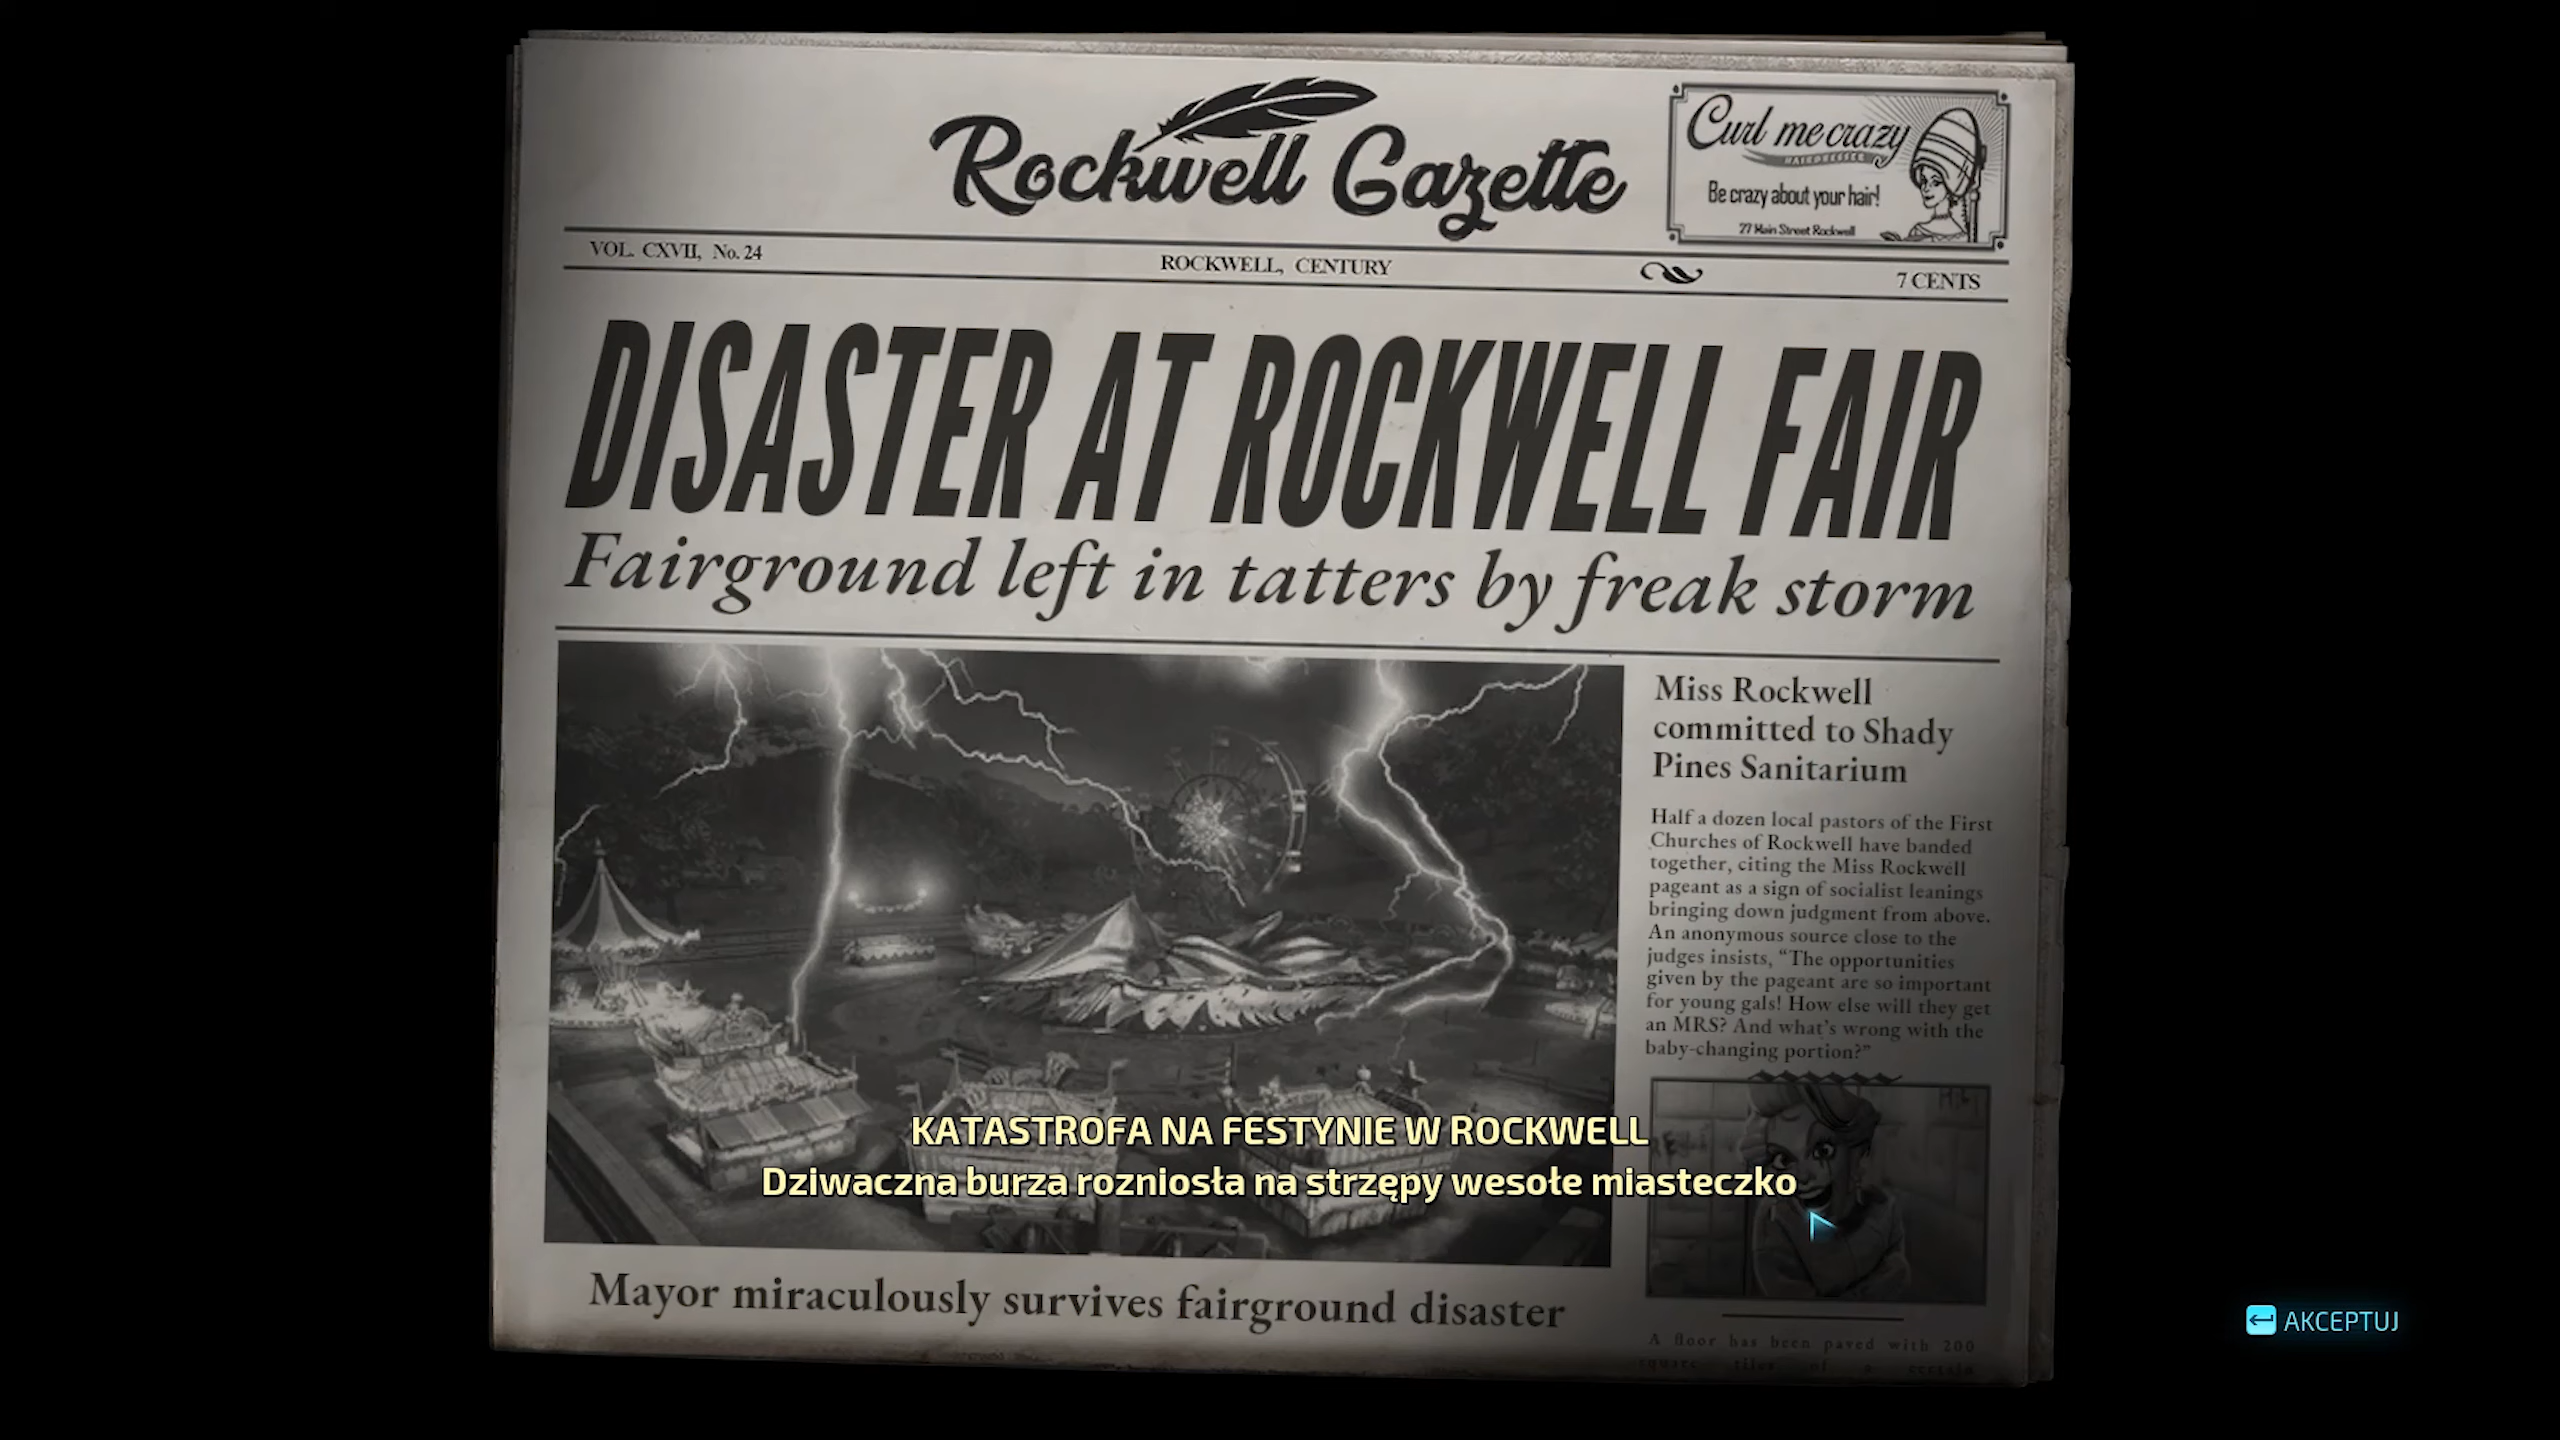 Rockwell Gazette
Curl me crazy
HAIRDRESSER
Be crazy about your hair!
27 Main Street Rockwell
VOL. CXVII, No. 24
ROCKWELL, CENTURY
7 CENTS
DISASTER AT ROCKWELL FAIR
Fairground left in tatters by freak storm
Miss Rockwell
committed to Shady
Pines Sanitarium
Half a dozen local pastors of the First
Churches of Rockwell have banded
together, citing the Miss Rockwell
pageant as a sign of socialist leanings
bringing down judgment from above.
An anonymous source close to the
judges insists, “The opportunities
given by the pageant are so important
for young gals! How else will they get
an MRS? And what’s wrong with the
baby-changing portion?”
KATASTROFA NA FESTYNIE W ROCKWELL
Dziwaczna burza rozniosła na strzępy wesołe miasteczko
Mayor miraculously survives fairground disaster
A floor has been paved with 200
square tiles of a certain
AKCEPTUJ